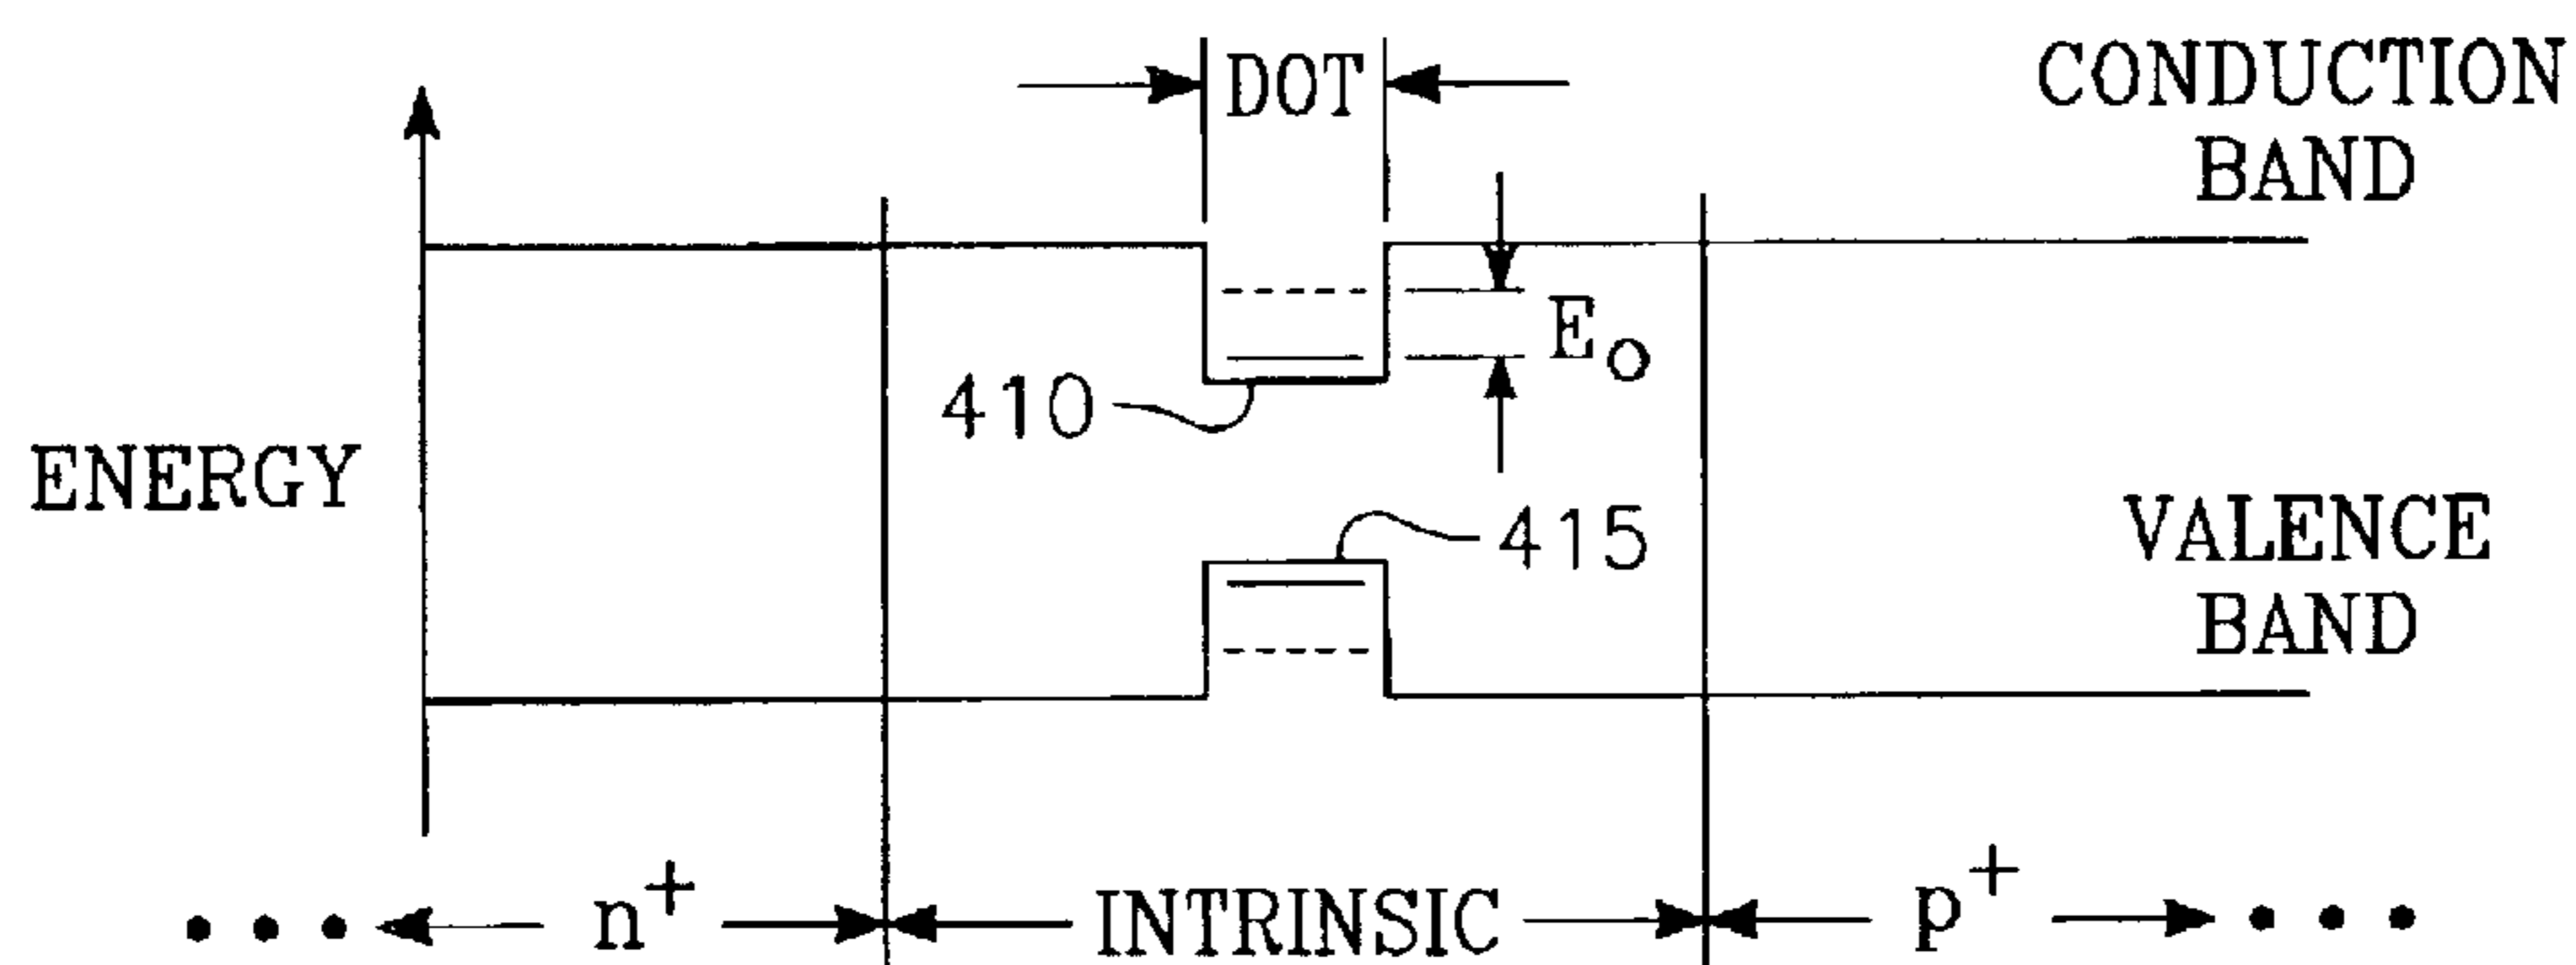 DOT
CONDUCTION
BAND
E₀
410
ENERGY
415
VALENCE
BAND
n⁺
INTRINSIC
p⁺